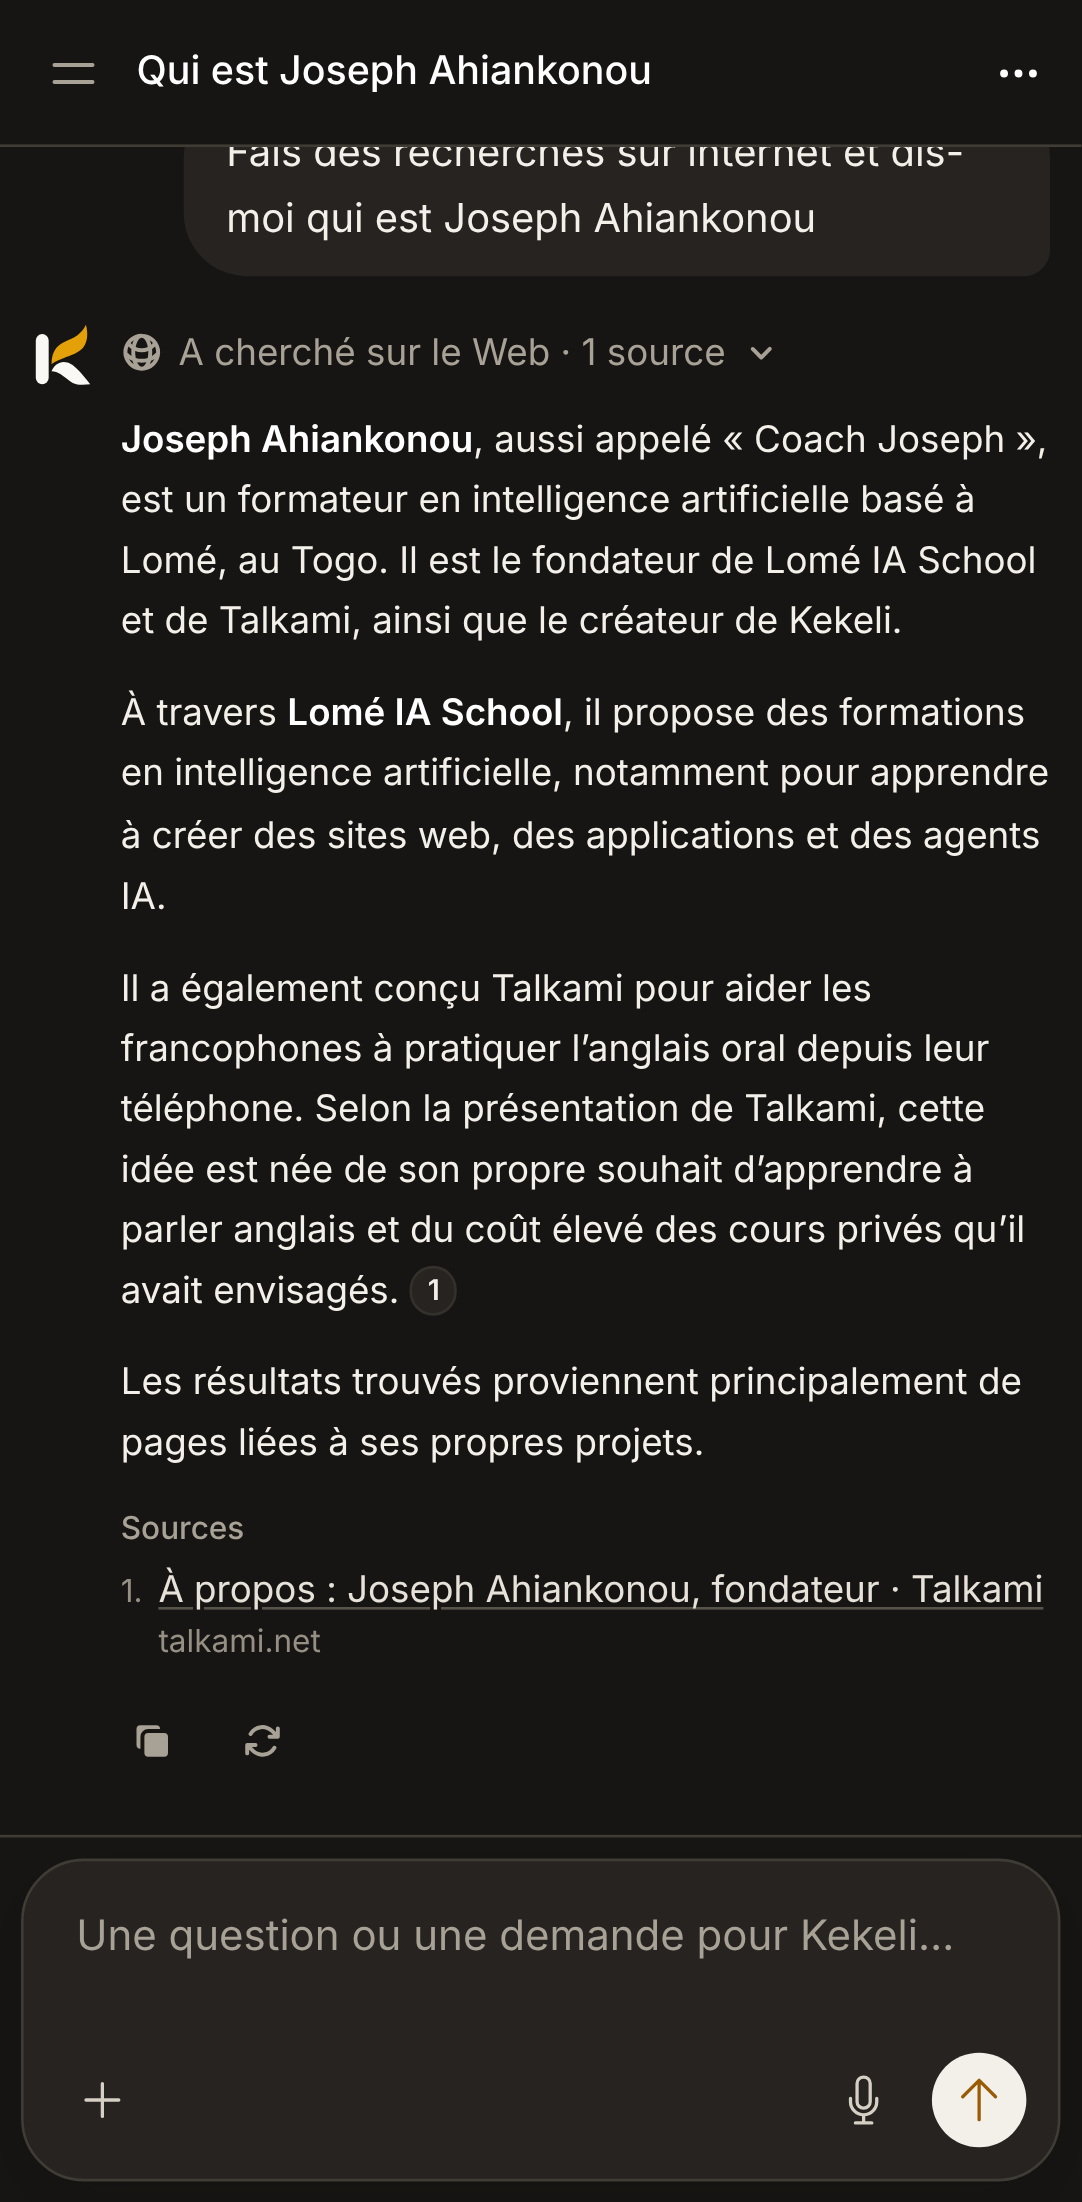 Qui est Joseph Ahiankonou
Fais des recherches sur internet et dis-
moi qui est Joseph Ahiankonou
A cherché sur le Web · 1 source
Joseph Ahiankonou, aussi appelé « Coach Joseph »,
est un formateur en intelligence artificielle basé à
Lomé, au Togo. Il est le fondateur de Lomé IA School
et de Talkami, ainsi que le créateur de Kekeli.
À travers Lomé IA School, il propose des formations
en intelligence artificielle, notamment pour apprendre
à créer des sites web, des applications et des agents
IA.
Il a également conçu Talkami pour aider les
francophones à pratiquer l’anglais oral depuis leur
téléphone. Selon la présentation de Talkami, cette
idée est née de son propre souhait d’apprendre à
parler anglais et du coût élevé des cours privés qu’il
avait envisagés. 1
Les résultats trouvés proviennent principalement de
pages liées à ses propres projets.
Sources
1. À propos : Joseph Ahiankonou, fondateur · Talkami
talkami.net
Une question ou une demande pour Kekeli...